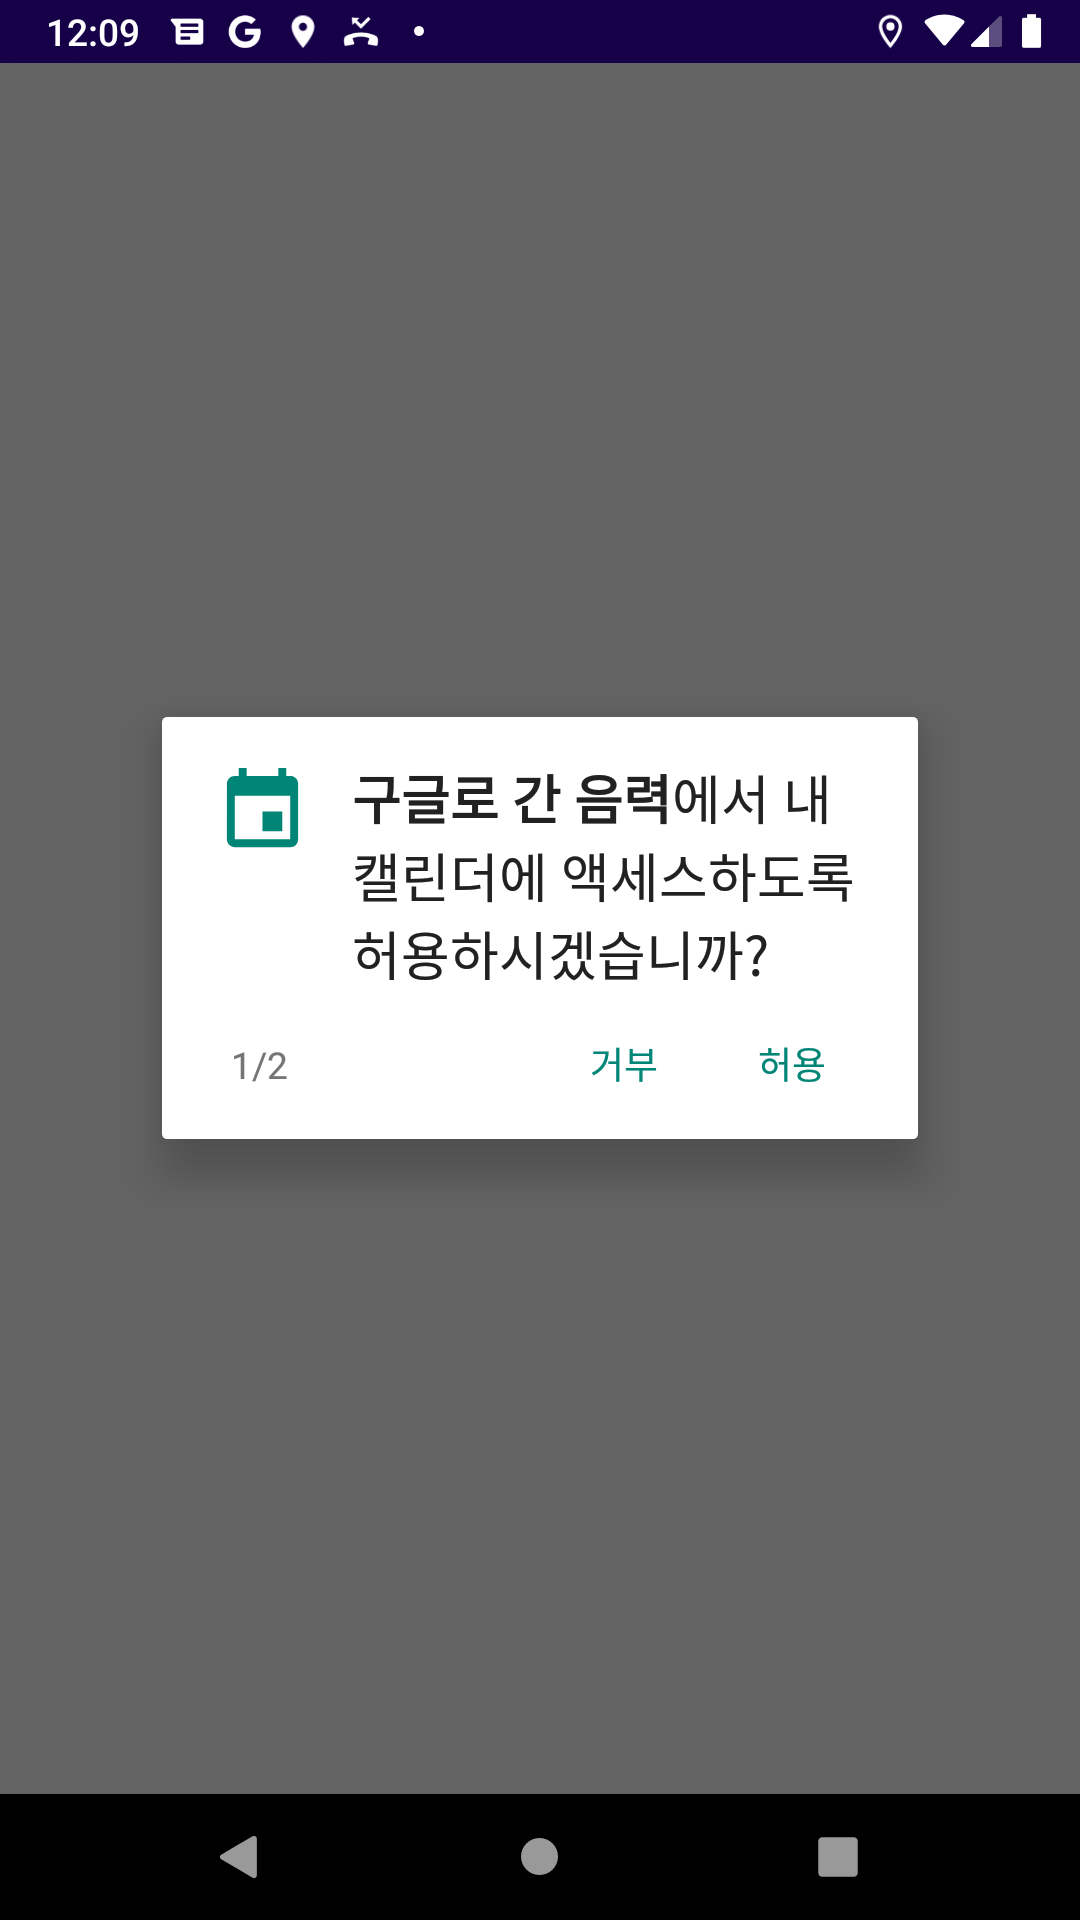 12:09
구글로 간 음력에서 내
캘린더에 액세스하도록
허용하시겠습니까?
1/2 거부 허용